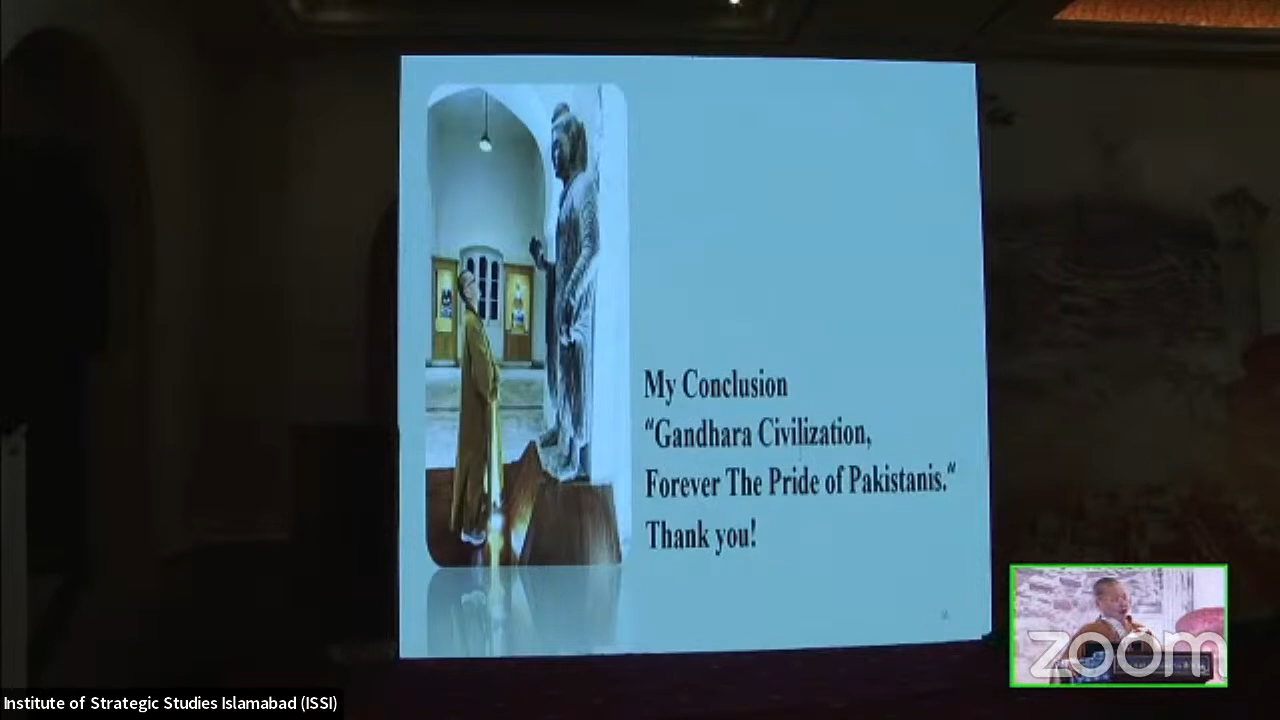 My Conclusion
“Gandhara Civilization,
Forever The Pride of Pakistanis.“
Thank you!
zoom
Institute of Strategic Studies Islamabad (ISSI)